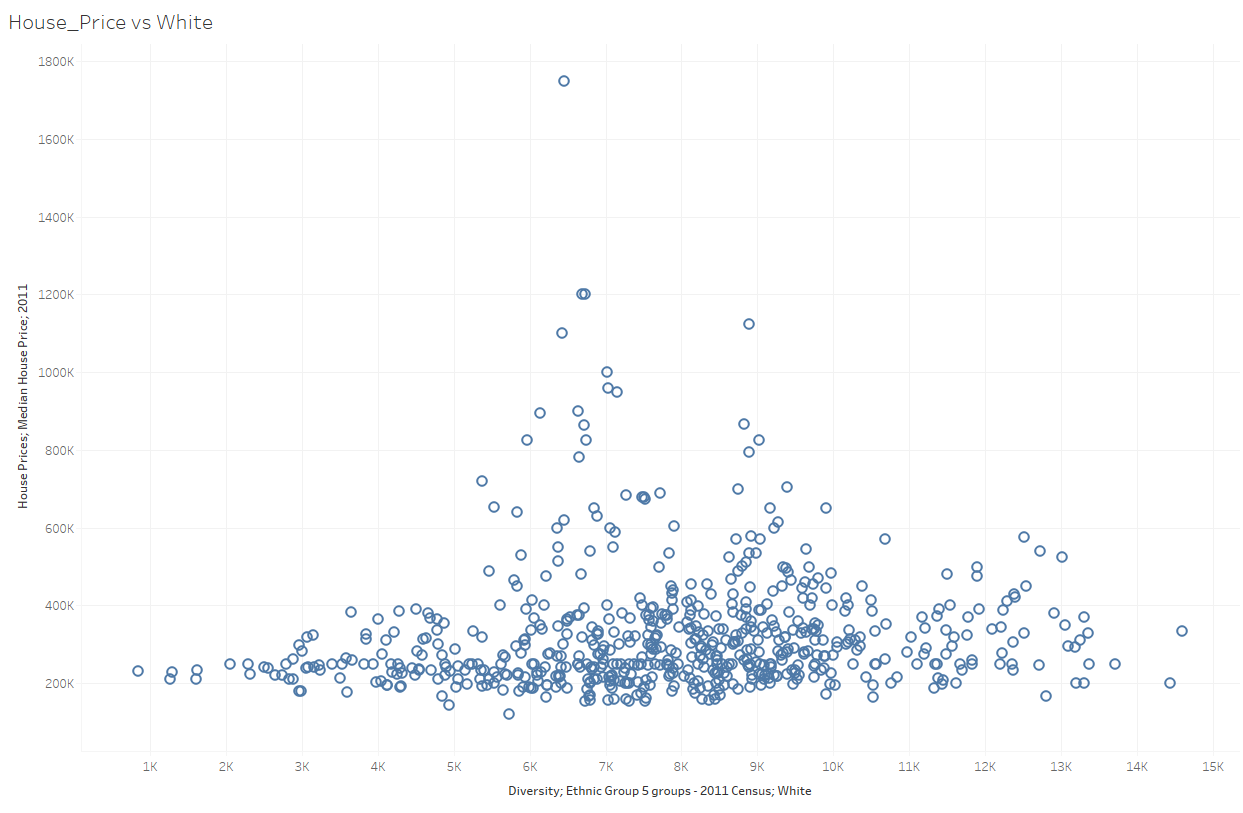 House_Price vs White
1800K
1600K
1400K
1200K
1000K
800K
600K
400K
200K
House Prices; Median House Price; 2011
1K 2K 3K 4K 5K 6K 7K 8K 9K 10K 11K 12K 13K 14K 15K
Diversity; Ethnic Group 5 groups - 2011 Census; White